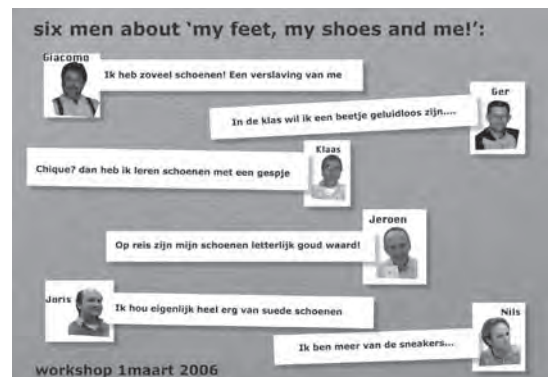 six men about ‘my feet, my shoes and me!’:
Giacomo
Ik heb zoveel schoenen! Een verslaving van me
Ger
In de klas wil ik een beetje geluidloos zijn....
Klaas
Chique? dan heb ik leren schoenen met een gespje
Jeroen
Op reis zijn mijn schoenen letterlijk goud waard!
Joris
Ik hou eigenlijk heel erg van suede schoenen
Nils
Ik ben meer van de sneakers...
workshop 1maart 2006